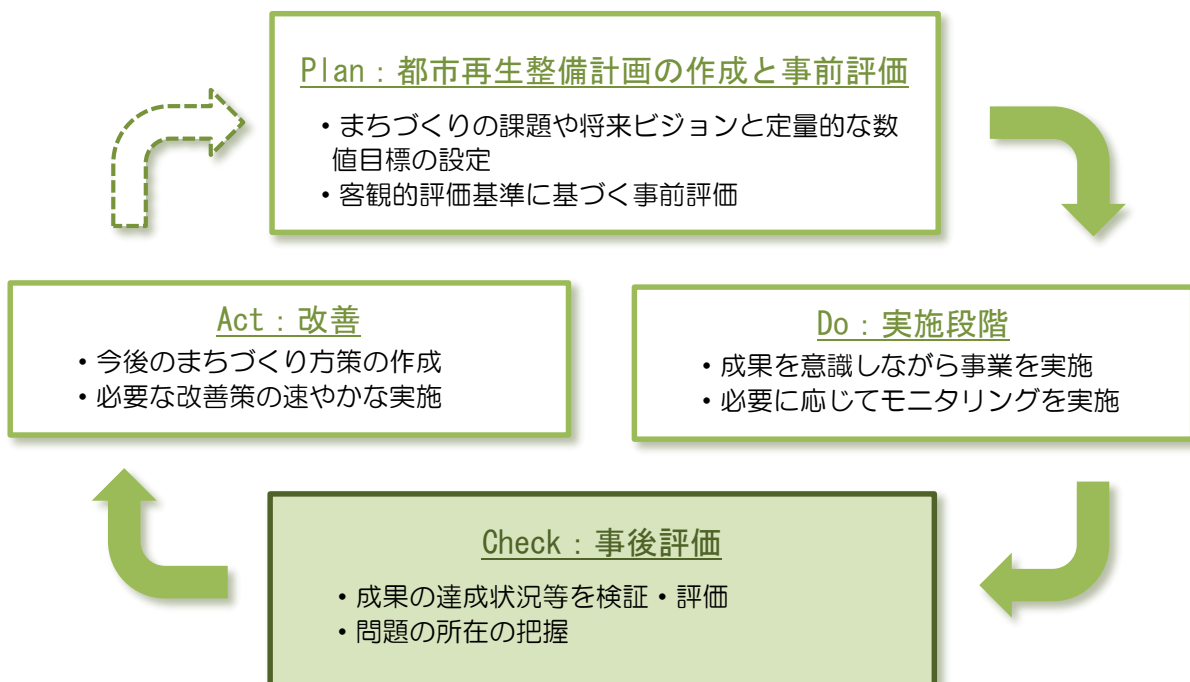 Plan：都市再生整備計画の作成と事前評価
・まちづくりの課題や将来ビジョンと定量的な数
値目標の設定
・客観的評価基準に基づく事前評価
Act：改善
・今後のまちづくり方策の作成
・必要な改善策の速やかな実施
Do：実施段階
・成果を意識しながら事業を実施
・必要に応じてモニタリングを実施
Check：事後評価
・成果の達成状況等を検証・評価
・問題の所在の把握